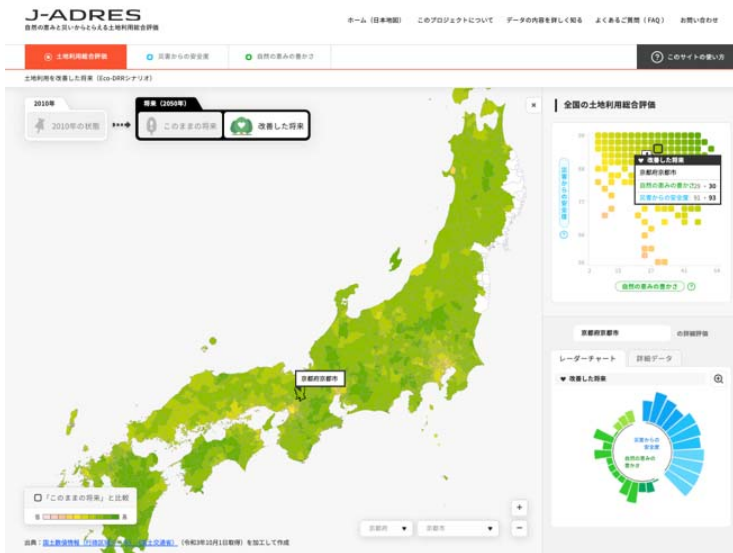 J-ADRES
自然の恵みと災いからとらえる土地利用総合評価
ホーム（日本地図） このプロジェクトについて データの内容を詳しく知る よくあるご質問（FAQ） お問い合わせ
土地利用総合評価 災害からの安全度 自然の恵みの豊かさ
? このサイトの使い方
土地利用を改善した将来（Eco-DRRシナリオ）
2010年 将来（2050年）
2010年の状態 このままの将来 改善した将来
全国の土地利用総合評価
改善した将来
京都府京都市
自然の恵みの豊かさ 29 - 30
災害からの安全度 91 - 93
災害からの安全度
自然の恵みの豊かさ ?
京都府京都市 の詳細評価
レーダーチャート 詳細データ
改善した将来
災害からの
安全度
自然の恵みの
豊かさ
京都府京都市
「このままの将来」と比較
京都府 京都市
+
−